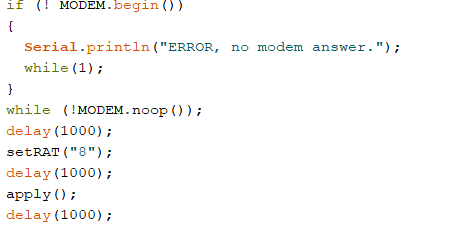 if (! MODEM.begin())
{
  Serial.println("ERROR, no modem answer.");
  while(1);
}
while (!MODEM.noop());
delay(1000);
setRAT("8");
delay(1000);
apply();
delay(1000);